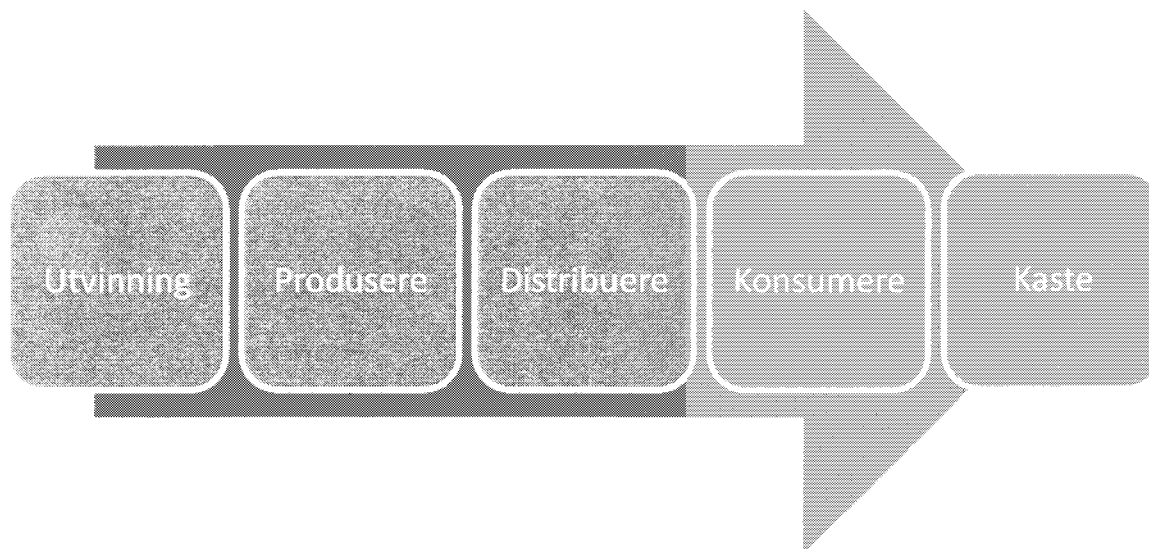 Utvinning
Produsere
Distribuere
Konsumere
Kaste